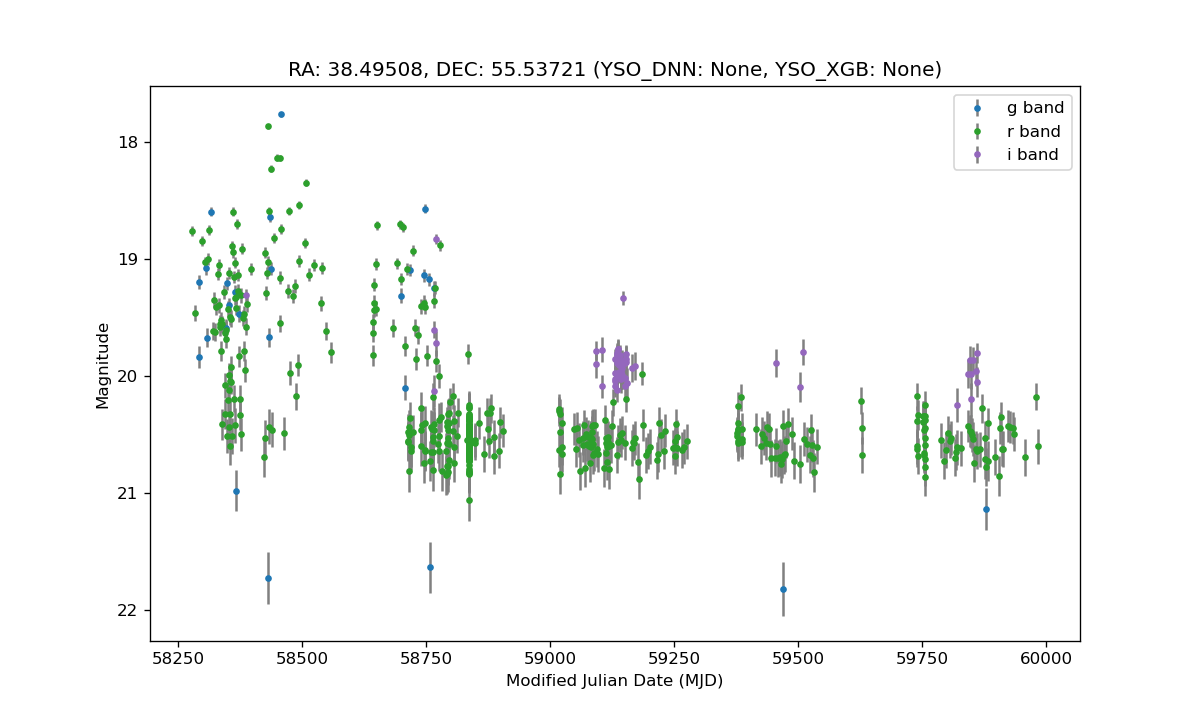 RA: 38.49508, DEC: 55.53721 (YSO_DNN: None, YSO_XGB: None)
g band
r band
i band
18
19
20
21
22
Magnitude
58250 58500 58750 59000 59250 59500 59750 60000
Modified Julian Date (MJD)